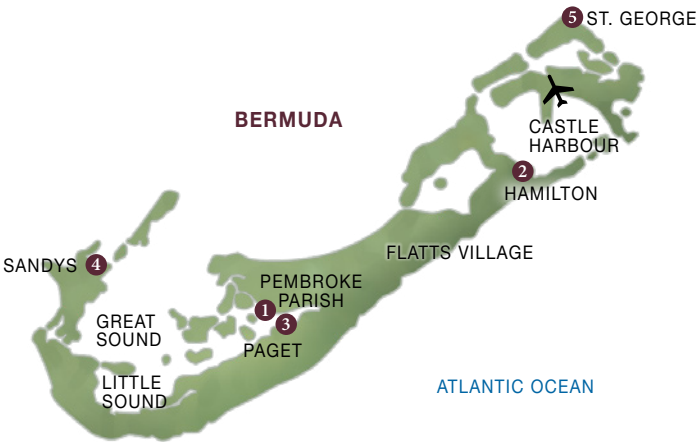 5 ST. GEORGE
BERMUDA
CASTLE
HARBOUR
2
HAMILTON
FLATTS VILLAGE
SANDYS 4
PEMBROKE
PARISH
1
3
GREAT
SOUND
PAGET
LITTLE
SOUND
ATLANTIC OCEAN